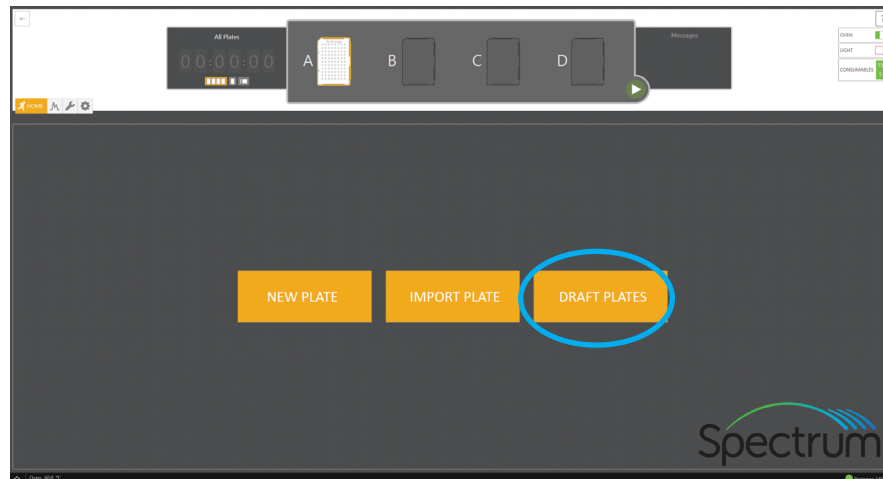 All Plates
Messages
00:00:00
A
B
C
D
OVEN
LIGHT
CONSUMABLES
HOME
NEW PLATE
IMPORT PLATE
DRAFT PLATES
Spectrum